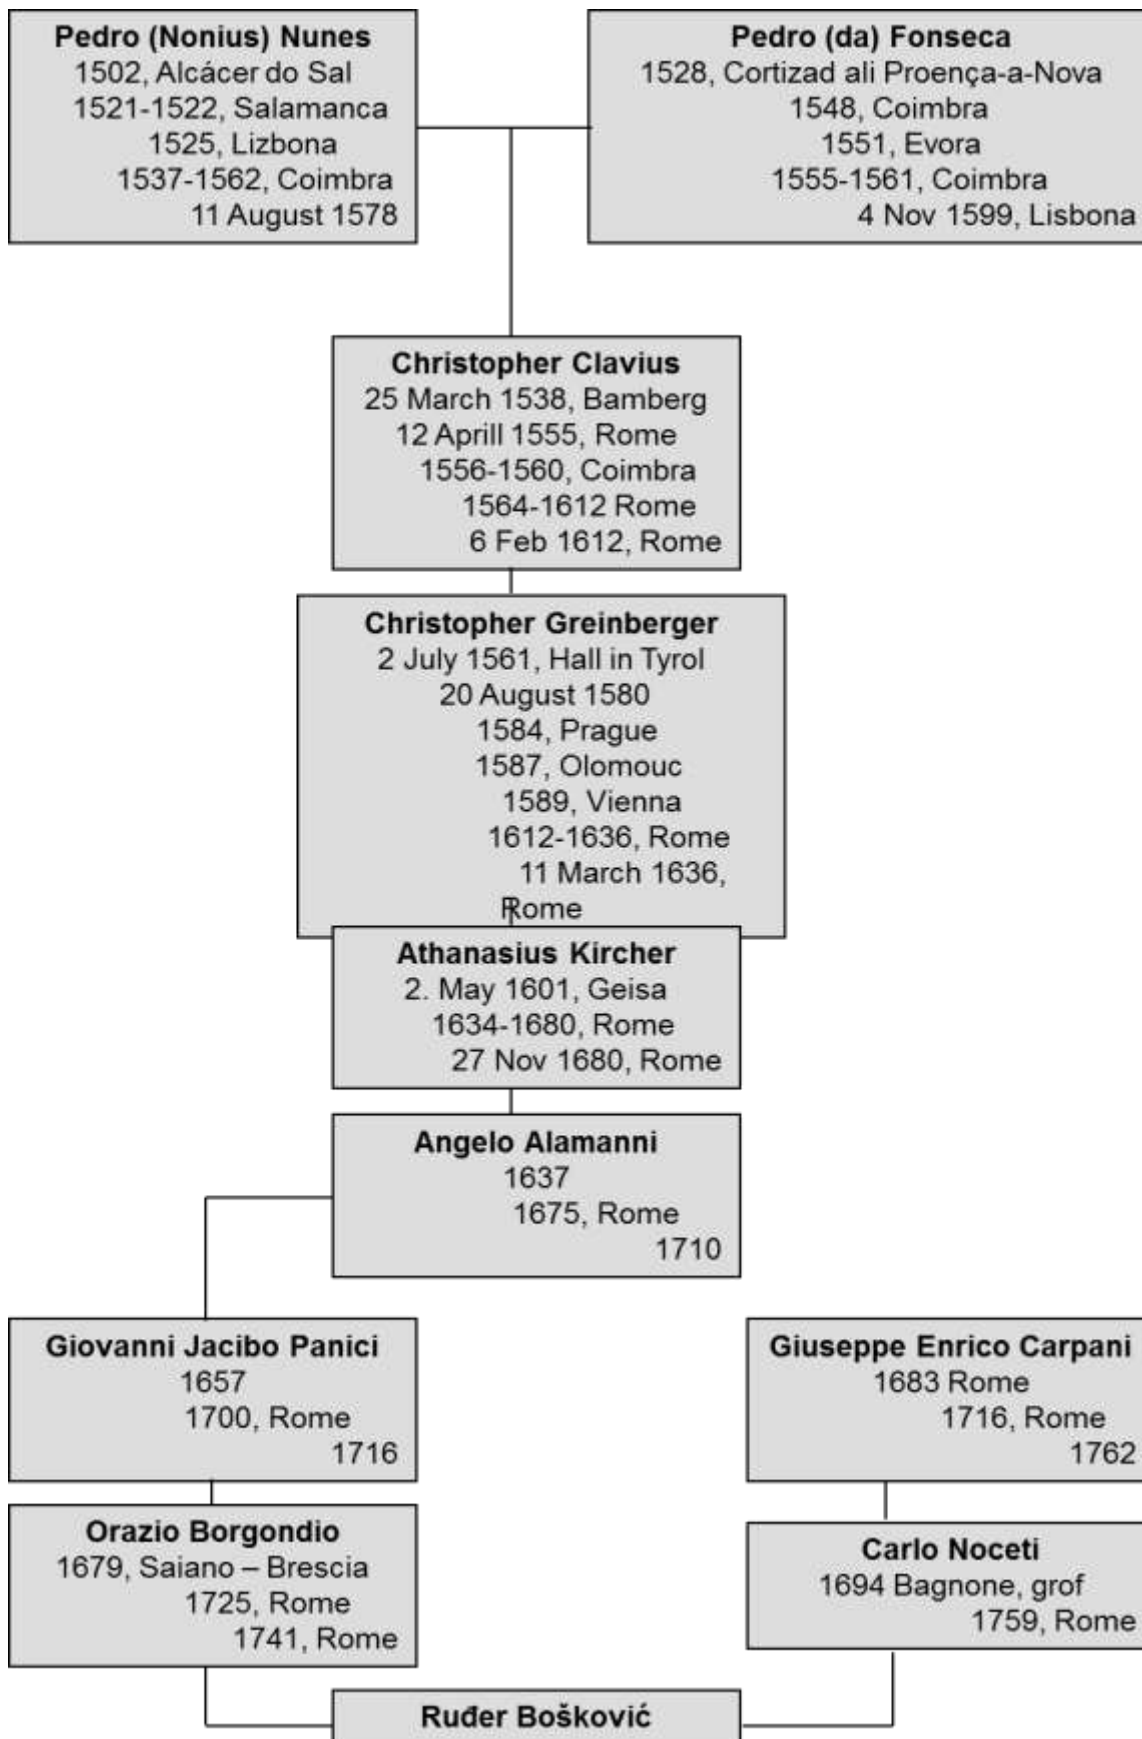 Pedro (Nonius) Nunes
1502, Alcácer do Sal
1521-1522, Salamanca
1525, Lizbona
1537-1562, Coimbra
11 August 1578
Pedro (da) Fonseca
1528, Cortizad ali Proença-a-Nova
1548, Coimbra
1551, Evora
1555-1561, Coimbra
4 Nov 1599, Lisbona
Christopher Clavius
25 March 1538, Bamberg
12 Aprill 1555, Rome
1556-1560, Coimbra
1564-1612 Rome
6 Feb 1612, Rome
Christopher Greinberger
2 July 1561, Hall in Tyrol
20 August 1580
1584, Prague
1587, Olomouc
1589, Vienna
1612-1636, Rome
11 March 1636,
Rome
Athanasius Kircher
2. May 1601, Geisa
1634-1680, Rome
27 Nov 1680, Rome
Angelo Alamanni
1637
1675, Rome
1710
Giovanni Jacibo Panici
1657
1700, Rome
1716
Giuseppe Enrico Carpani
1683 Rome
1716, Rome
1762
Orazio Borgondio
1679, Saiano – Brescia
1725, Rome
1741, Rome
Carlo Noceti
1694 Bagnone, grof
1759, Rome
Ruđer Bošković